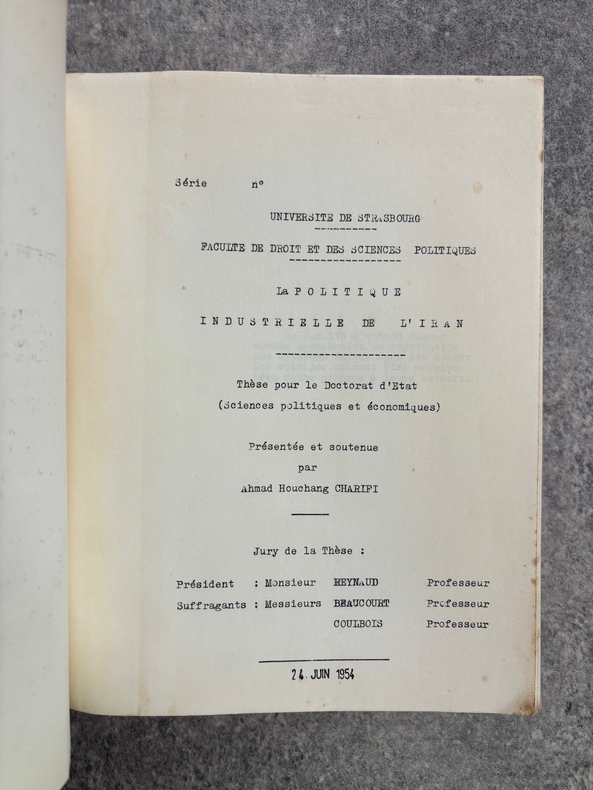 Série n°
UNIVERSITE DE STRASBOURG
FACULTE DE DROIT ET DES SCIENCES POLITIQUES
La POLITIQUE
INDUSTRIELLE DE L'IRAN
Thèse pour le Doctorat d'Etat
(Sciences politiques et économiques)
Présentée et soutenue
par
Ahmad Houchang CHARIFI
Jury de la Thèse :
Président : Monsieur REYNAUD Professeur
Suffragants : Messieurs BEAUCOURT Professeur
COULBOIS Professeur
24 JUIN 1954